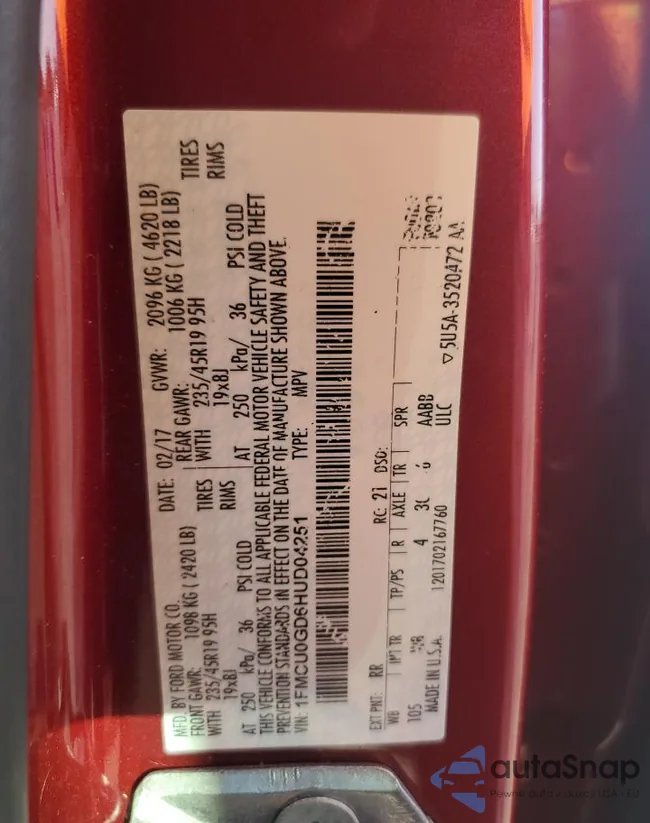 MFD. BY FORD MOTOR CO.
DATE: 02/17 GVWR: 2096 KG ( 4620 LB)
FRONT GAWR: 1098 KG ( 2420 LB)
REAR GAWR: 1006 KG ( 2218 LB)
WITH 235/45R19 95H TIRES
WITH 235/45R19 95H TIRES
19x8J RIMS
19x8J RIMS
AT 250 kPa/ 36 PSI COLD
AT 250 kPa/ 36 PSI COLD
THIS VEHICLE CONFORMS TO ALL APPLICABLE FEDERAL MOTOR VEHICLE SAFETY AND THEFT
PREVENTION STANDARDS IN EFFECT ON THE DATE OF MANUFACTURE SHOWN ABOVE.
VIN: 1FMCU0GD6HUD04251 TYPE: MPV
EXT PNT: RR RC: 21 DSO:
WB INT TR TP/PS R AXLE TR SPR
105 4 6 AABB
MADE IN U.S.A. 1201702167760 ULC
▽5U5A-3520472 AA
autoSnap